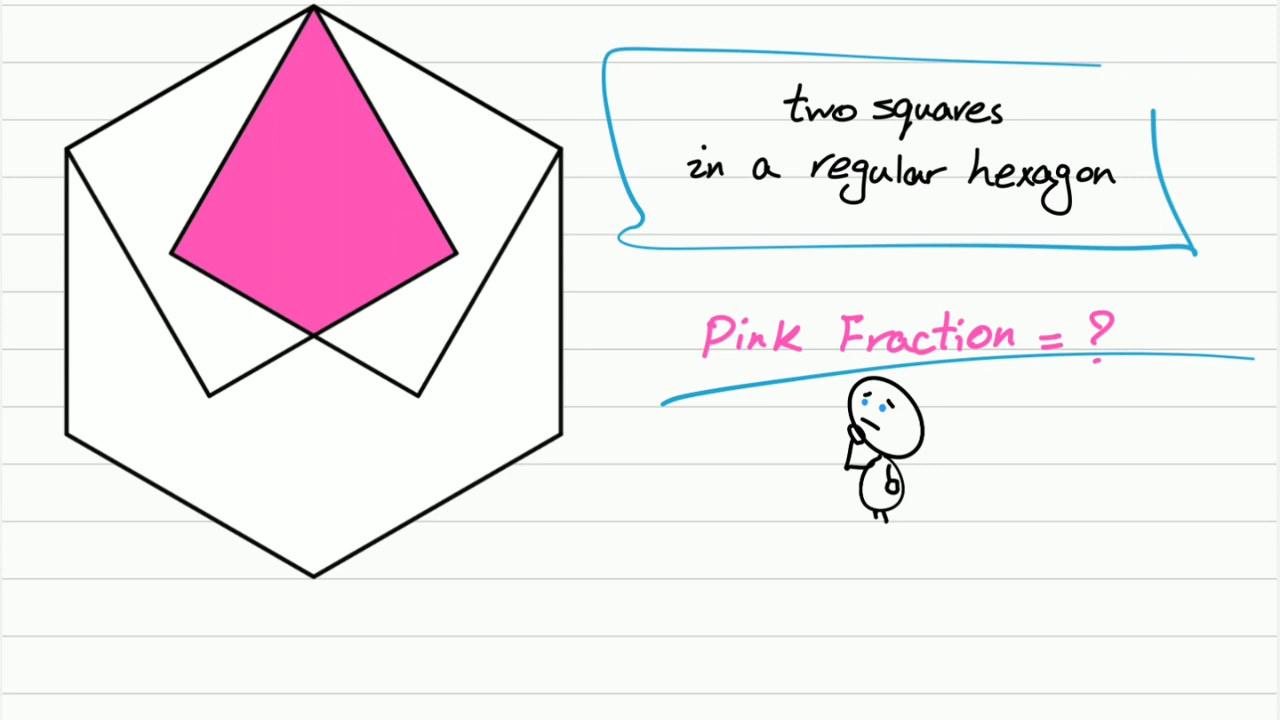 two squares
in a regular hexagon
Pink Fraction = ?